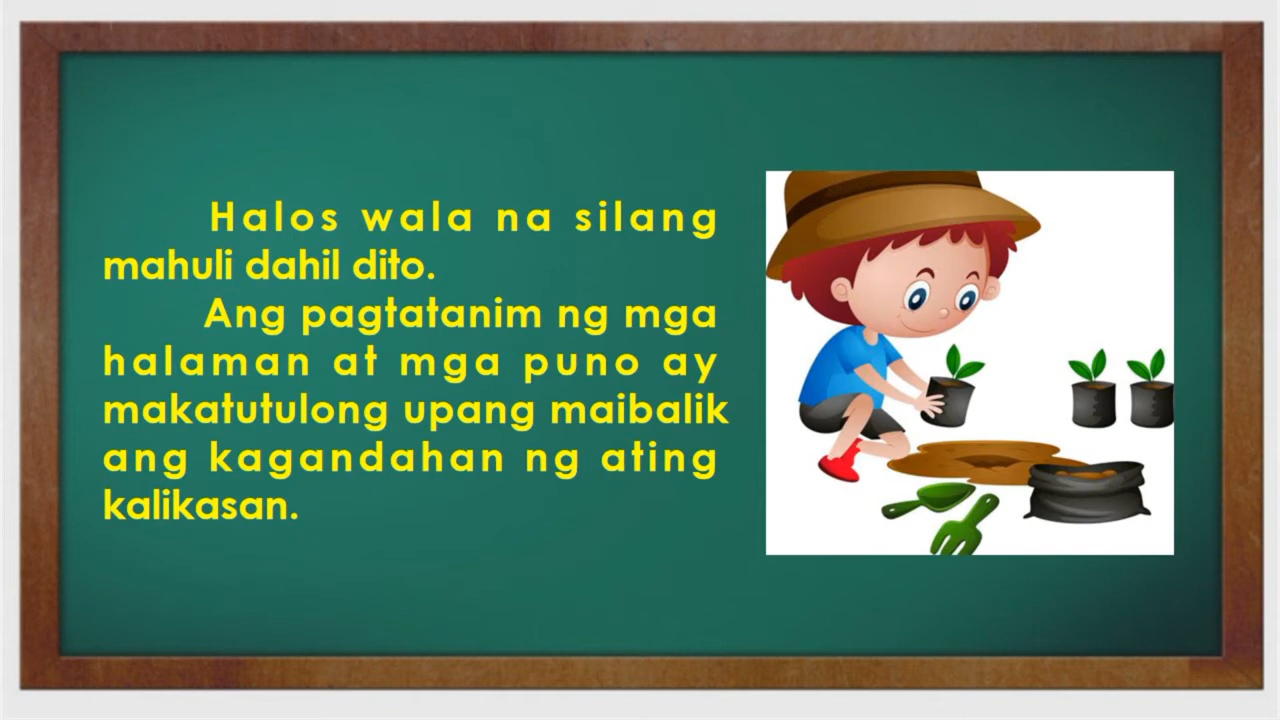 Halos wala na silang
mahuli dahil dito.
Ang pagtatanim ng mga
halaman at mga puno ay
makatutulong upang maibalik
ang kagandahan ng ating
kalikasan.